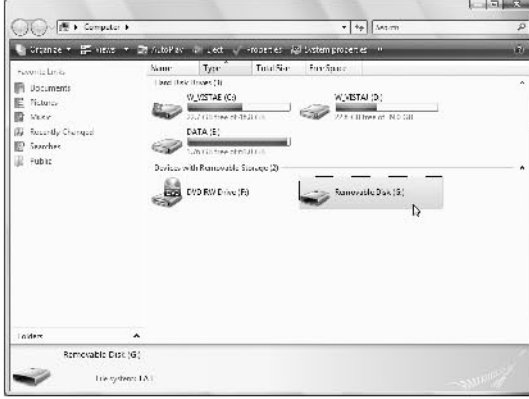 Computer
Search
Organize Views AutoPlay Eject Properties System properties »
Favorite Links
Name Type Total Size Free Space
Documents
Pictures
Music
Recently Changed
Searches
Public
Hard Disk Drives (3)
W_VISTAE (C:)
W_VISTAJ (D:)
DATA (E:)
Devices with Removable Storage (2)
DVD RW Drive (F:)
Removable Disk (G:)
Folders
Removable Disk (G:)
File system: